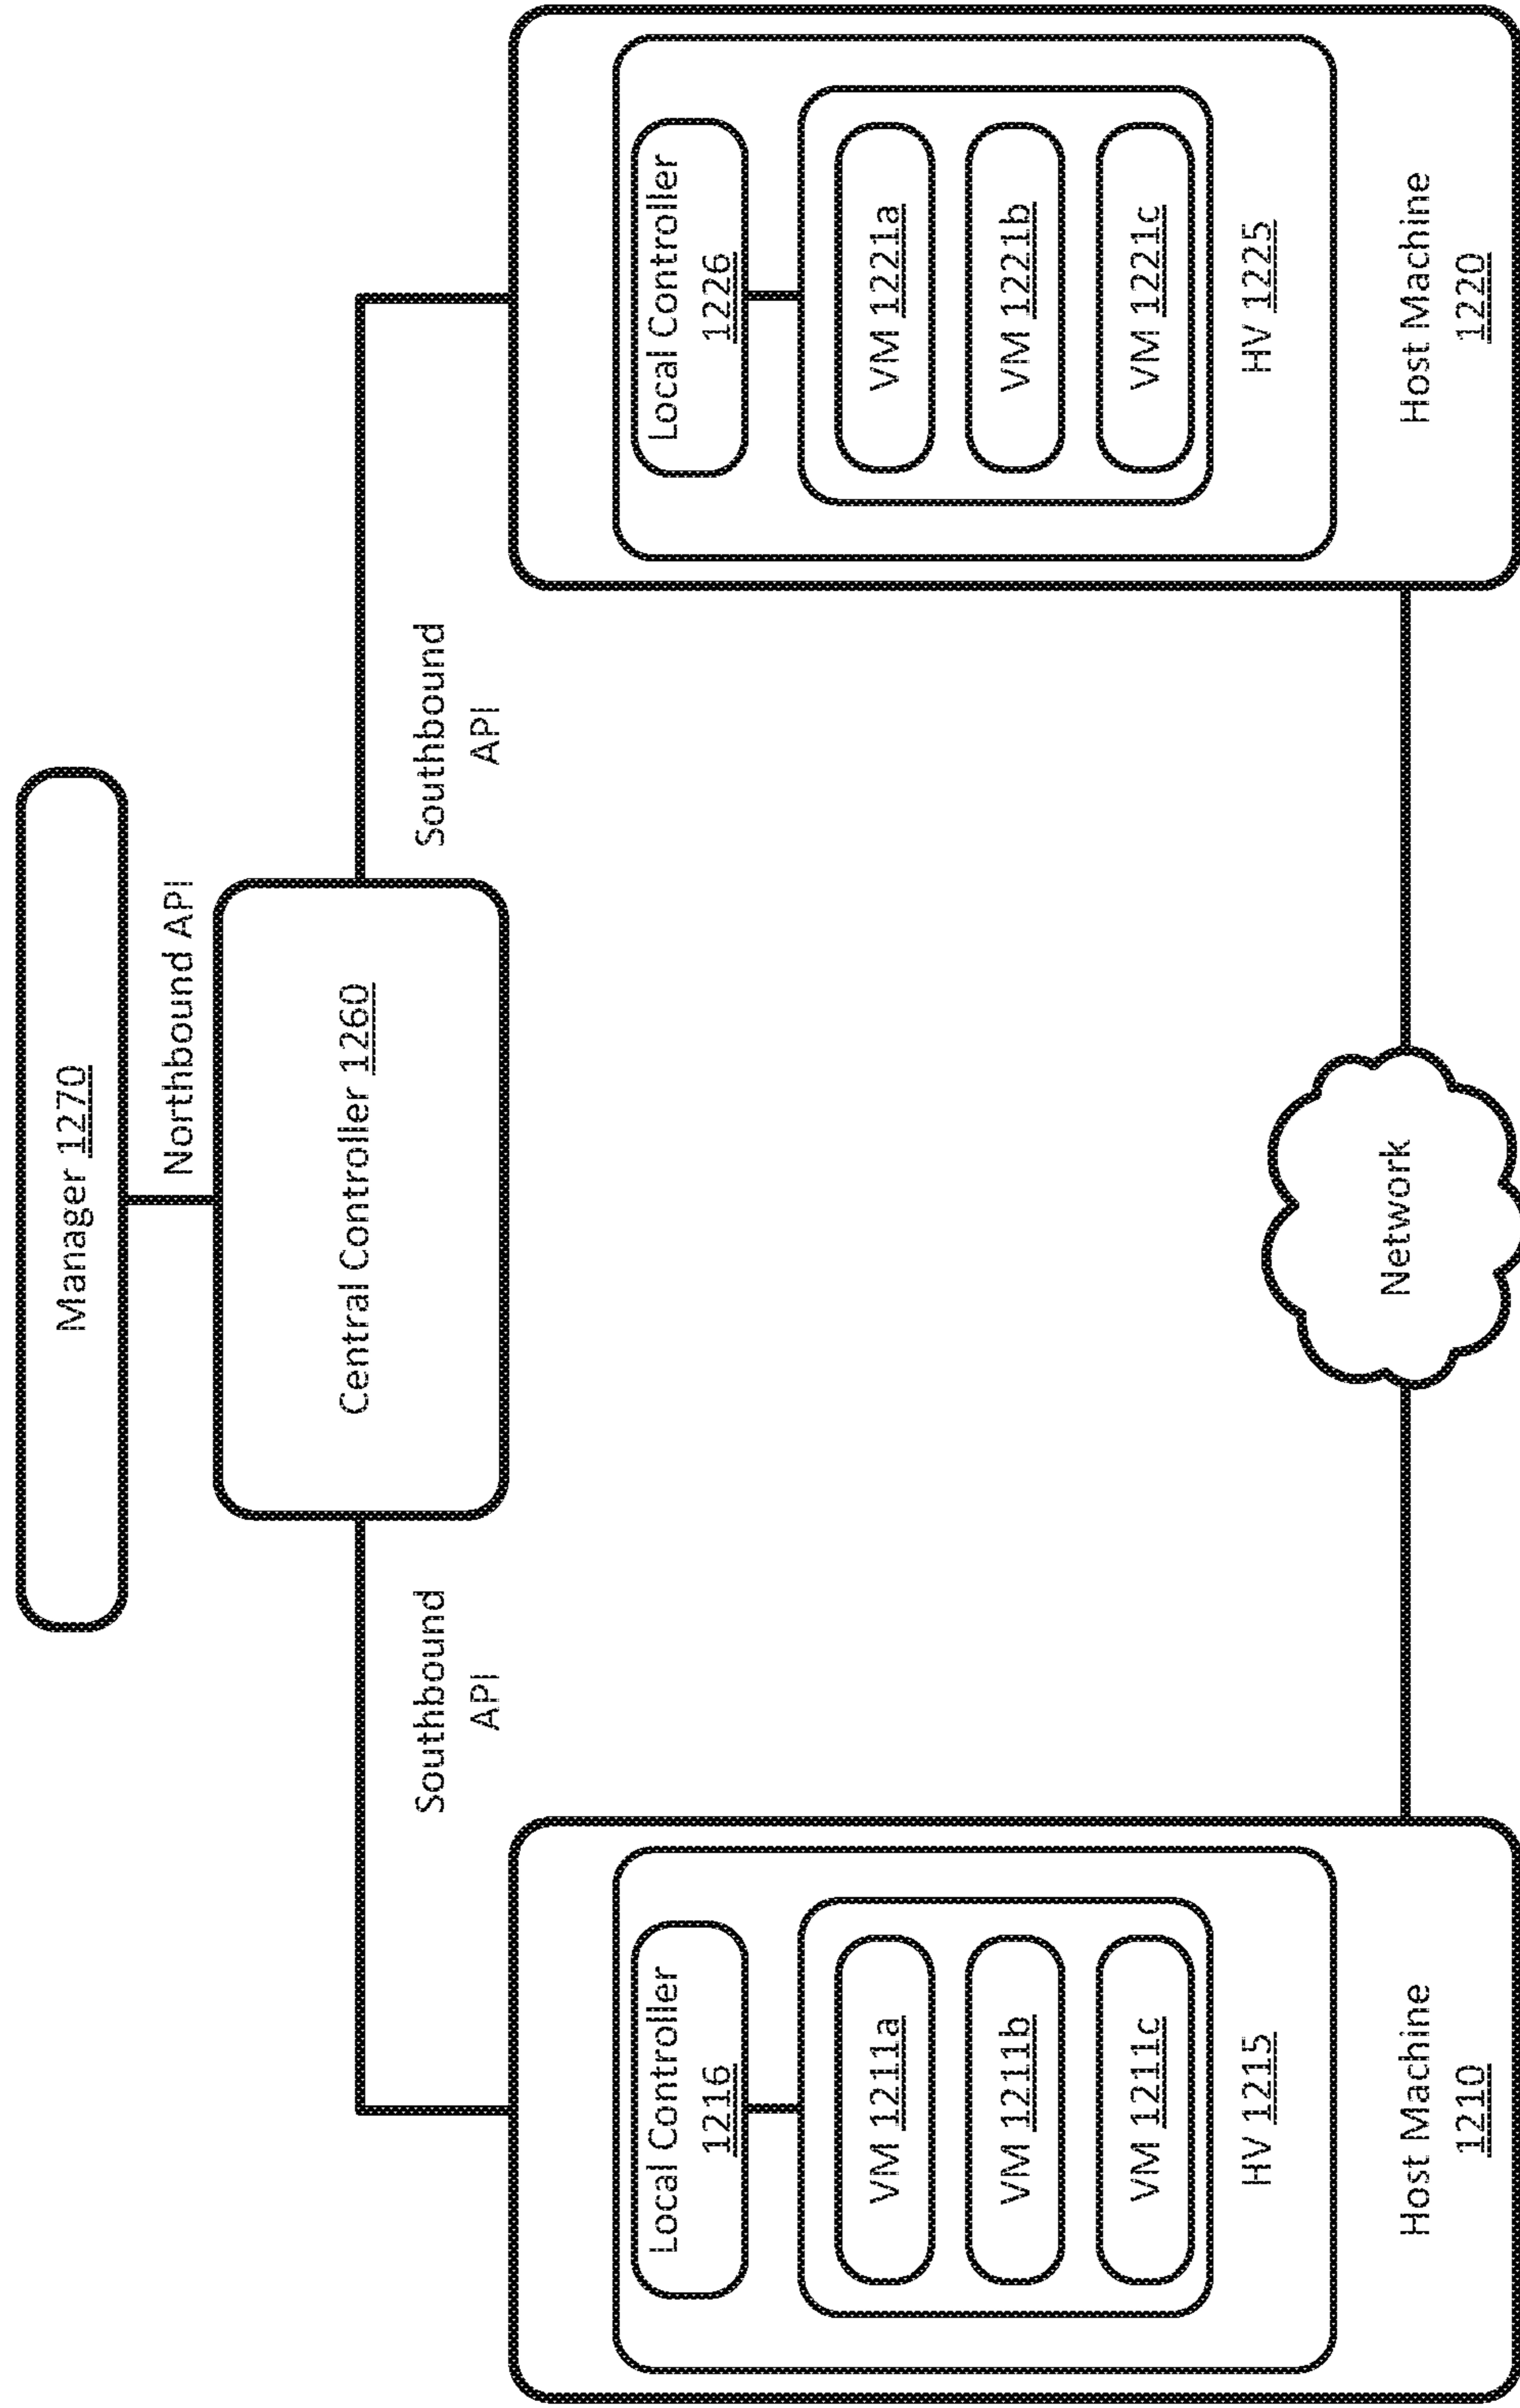 Manager 1270
Northbound API
Central Controller 1260
Southbound
API
Southbound
API
Local Controller
1216
VM 1211a
VM 1211b
VM 1211c
HV 1215
Host Machine
1210
Local Controller
1226
VM 1221a
VM 1221b
VM 1221c
HV 1225
Host Machine
1220
Network